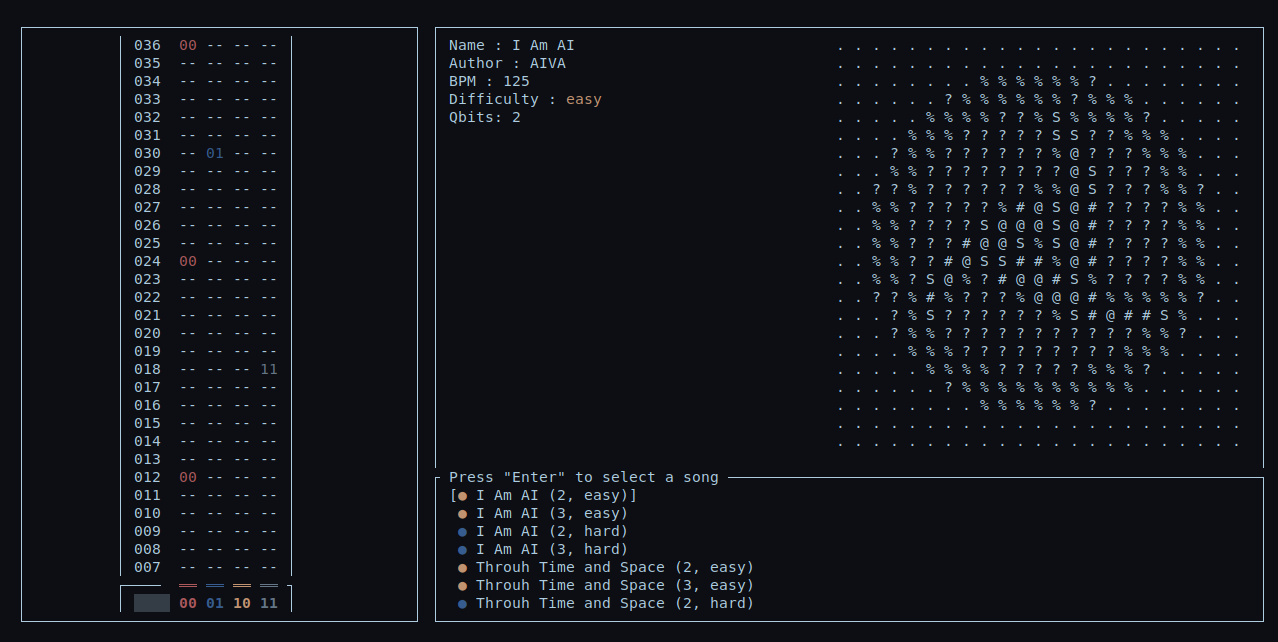 036 00 -- -- --
035 -- -- -- --
034 -- -- -- --
033 -- -- -- --
032 -- -- -- --
031 -- -- -- --
030 -- 01 -- --
029 -- -- -- --
028 -- -- -- --
027 -- -- -- --
026 -- -- -- --
025 -- -- -- --
024 00 -- -- --
023 -- -- -- --
022 -- -- -- --
021 -- -- -- --
020 -- -- -- --
019 -- -- -- --
018 -- -- -- 11
017 -- -- -- --
016 -- -- -- --
015 -- -- -- --
014 -- -- -- --
013 -- -- -- --
012 00 -- -- --
011 -- -- -- --
010 -- -- -- --
009 -- -- -- --
008 -- -- -- --
007 -- -- -- --
00 01 10 11
Name : I Am AI
Author : AIVA
BPM : 125
Difficulty : easy
Qbits: 2
. . . . . . . . . . . . . . . . . . . . . . .
. . . . . . . . . . . . . . . . . . . . . . .
. . . . . . . . % % % % % % ? . . . . . . . .
. . . . . . ? % % % % % % ? % % % . . . . . .
. . . . . % % % % ? ? % S % % % % ? . . . . .
. . . . % % % ? ? ? ? ? S S ? ? % % % . . . .
. . . ? % % ? ? ? ? ? ? % @ ? ? ? % % % . . .
. . . % % ? ? ? ? ? ? ? ? @ S ? ? ? % % . . .
. . ? ? % ? ? ? ? ? ? % % @ S ? ? ? % % ? . .
. . % % ? ? ? ? ? % # @ S @ # ? ? ? ? % % . .
. . % % ? ? ? ? S @ @ @ S @ # ? ? ? ? % % . .
. . % % ? ? ? # @ @ S % S @ # ? ? ? ? % % . .
. . % % ? ? # @ S S # # % @ # ? ? ? ? % % . .
. . % % ? S @ % ? # @ @ # S % ? ? ? ? % % . .
. . ? ? % # % ? ? ? % @ @ @ # % % % % % ? . .
. . . ? % S ? ? ? ? ? ? % S # @ # # S % . . .
. . . ? % % ? ? ? ? ? ? ? ? ? ? ? % % ? . . .
. . . . % % % ? ? ? ? ? ? ? ? ? % % % . . . .
. . . . . % % % % ? ? ? ? ? % % % ? . . . . .
. . . . . . ? % % % % % % % % % % . . . . . .
. . . . . . . . % % % % % % ? . . . . . . . .
. . . . . . . . . . . . . . . . . . . . . . .
. . . . . . . . . . . . . . . . . . . . . . .
Press "Enter" to select a song
[● I Am AI (2, easy)]
● I Am AI (3, easy)
● I Am AI (2, hard)
● I Am AI (3, hard)
● Throuh Time and Space (2, easy)
● Throuh Time and Space (3, easy)
● Throuh Time and Space (2, hard)